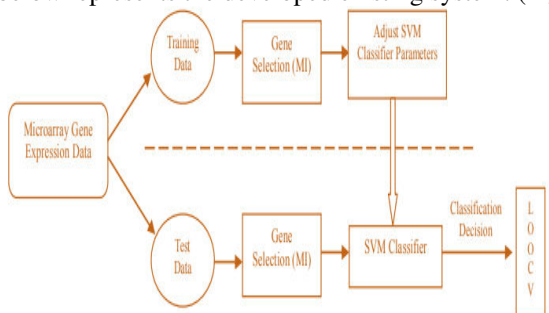 Training
Data
Gene
Selection (MI)
Adjust SVM
Classifier Parameters
Microarray Gene
Expression Data
Test
Data
Gene
Selection (MI)
SVM Classifier
Classification
Decision
L
O
O
C
V